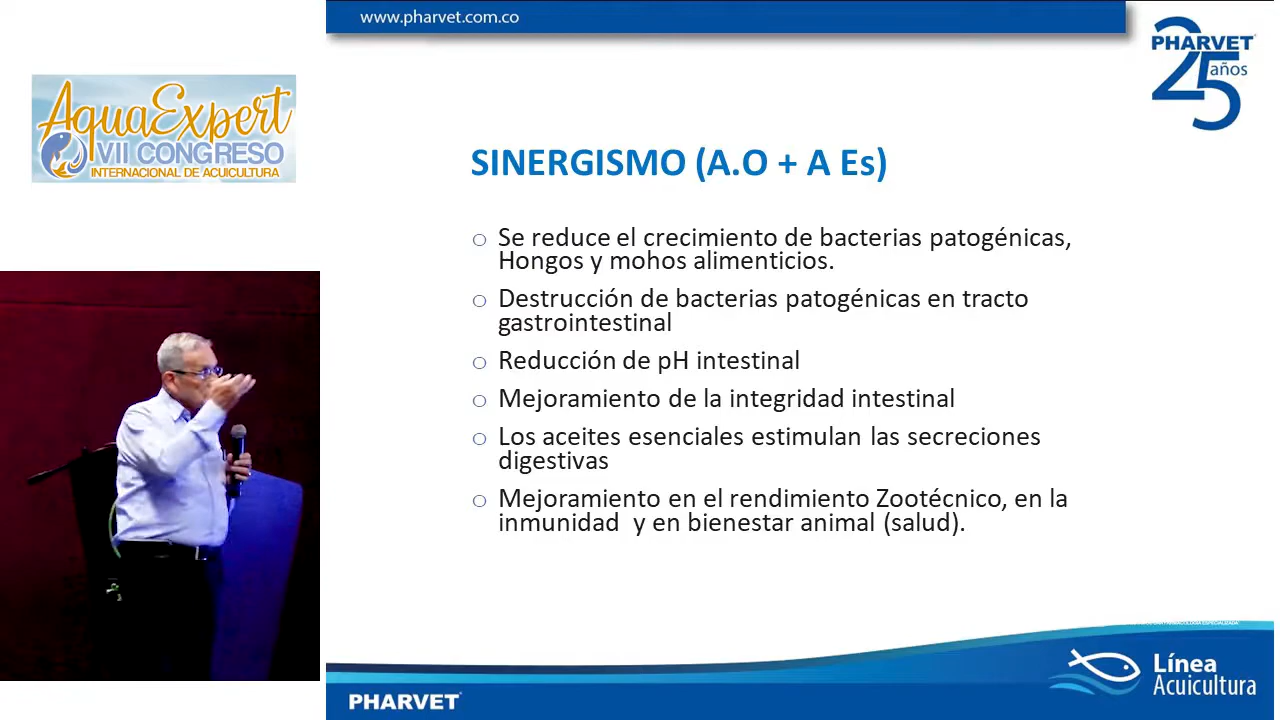 www.pharvet.com.co
PHARVET
25
años
AquaExpert
VII CONGRESO
INTERNACIONAL DE ACUICULTURA
SINERGISMO (A.O + A Es)
Se reduce el crecimiento de bacterias patogénicas,
Hongos y mohos alimenticios.
Destrucción de bacterias patogénicas en tracto
gastrointestinal
Reducción de pH intestinal
Mejoramiento de la integridad intestinal
Los aceites esenciales estimulan las secreciones
digestivas
Mejoramiento en el rendimiento Zootécnico, en la
inmunidad y en bienestar animal (salud).
Línea
Acuicultura
PHARVET